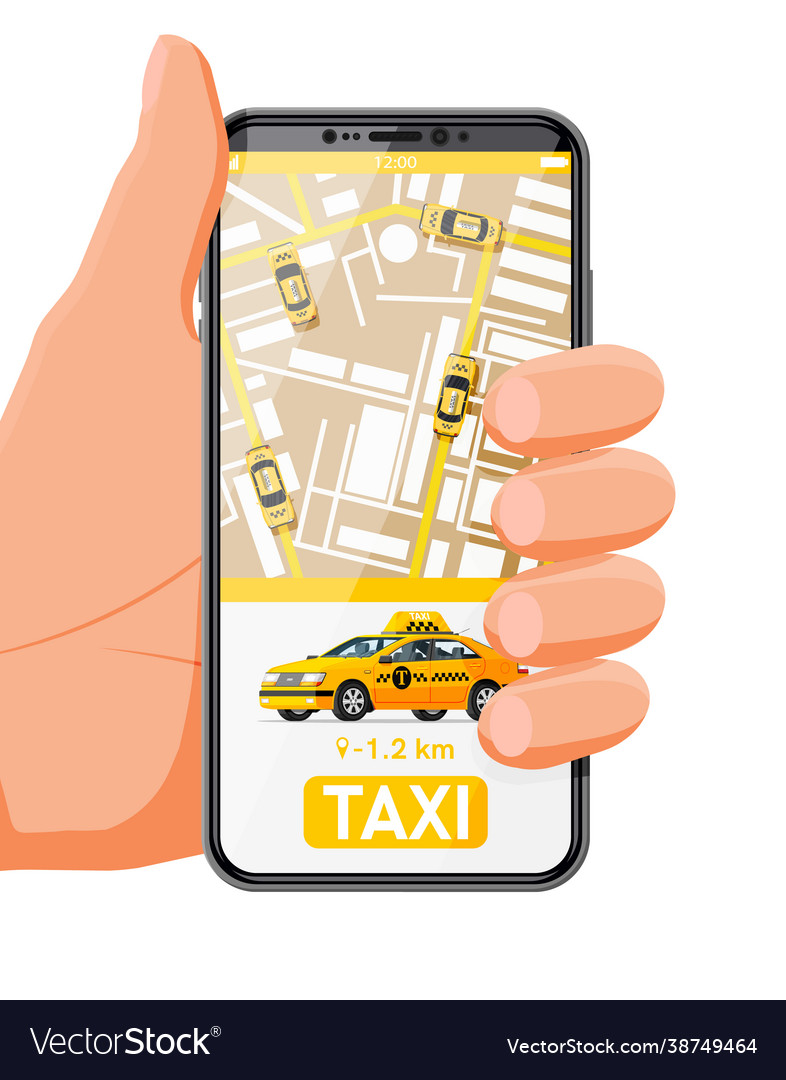 12:00
TAXI
T
-1.2 km
TAXI
VectorStock®
VectorStock.com/38749464